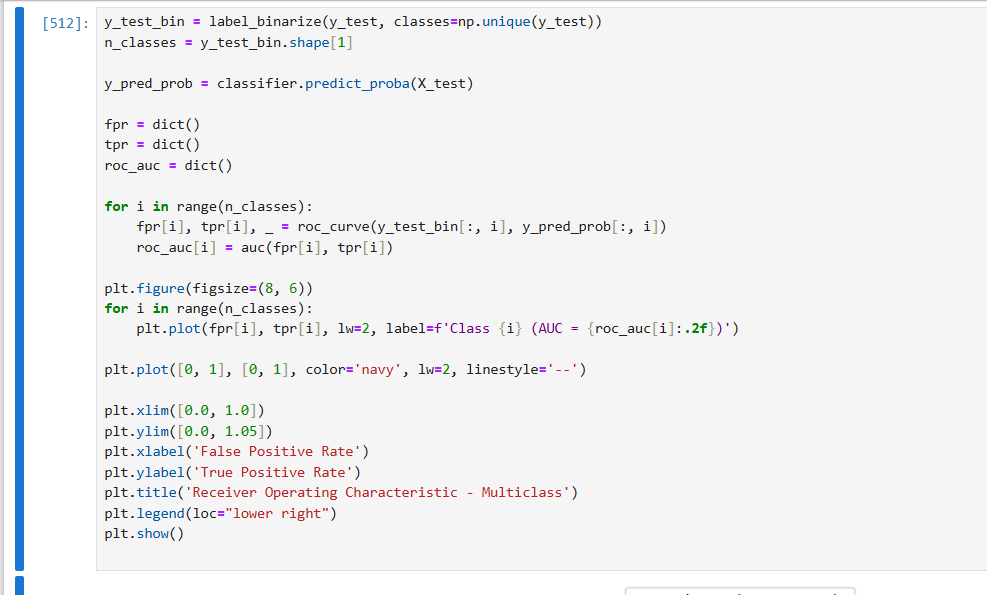 [512]:
y_test_bin = label_binarize(y_test, classes=np.unique(y_test))
n_classes = y_test_bin.shape[1]
y_pred_prob = classifier.predict_proba(X_test)
fpr = dict()
tpr = dict()
roc_auc = dict()
for i in range(n_classes):
    fpr[i], tpr[i], _ = roc_curve(y_test_bin[:, i], y_pred_prob[:, i])
    roc_auc[i] = auc(fpr[i], tpr[i])
plt.figure(figsize=(8, 6))
for i in range(n_classes):
    plt.plot(fpr[i], tpr[i], lw=2, label=f'Class {i} (AUC = {roc_auc[i]:.2f})')
plt.plot([0, 1], [0, 1], color='navy', lw=2, linestyle='--')
plt.xlim([0.0, 1.0])
plt.ylim([0.0, 1.05])
plt.xlabel('False Positive Rate')
plt.ylabel('True Positive Rate')
plt.title('Receiver Operating Characteristic - Multiclass')
plt.legend(loc="lower right")
plt.show()